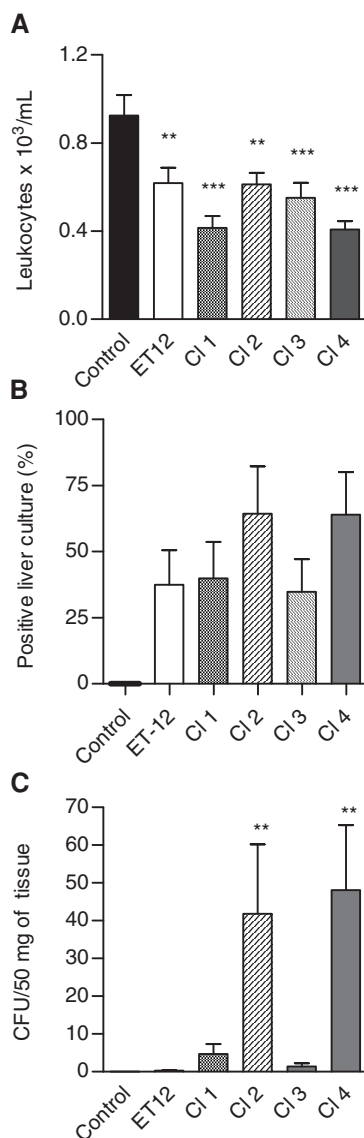 A
Leukocytes x 10³/mL
1.2
0.8
0.4
0.0
**
***
**
***
***
Control
ET12
Cl 1
Cl 2
Cl 3
Cl 4
B
Positive liver culture (%)
100
75
50
25
0
Control
ET-12
Cl 1
Cl 2
Cl 3
Cl 4
C
CFU/50 mg of tissue
70
60
50
40
30
20
10
0
**
**
Control
ET12
Cl 1
Cl 2
Cl 3
Cl 4